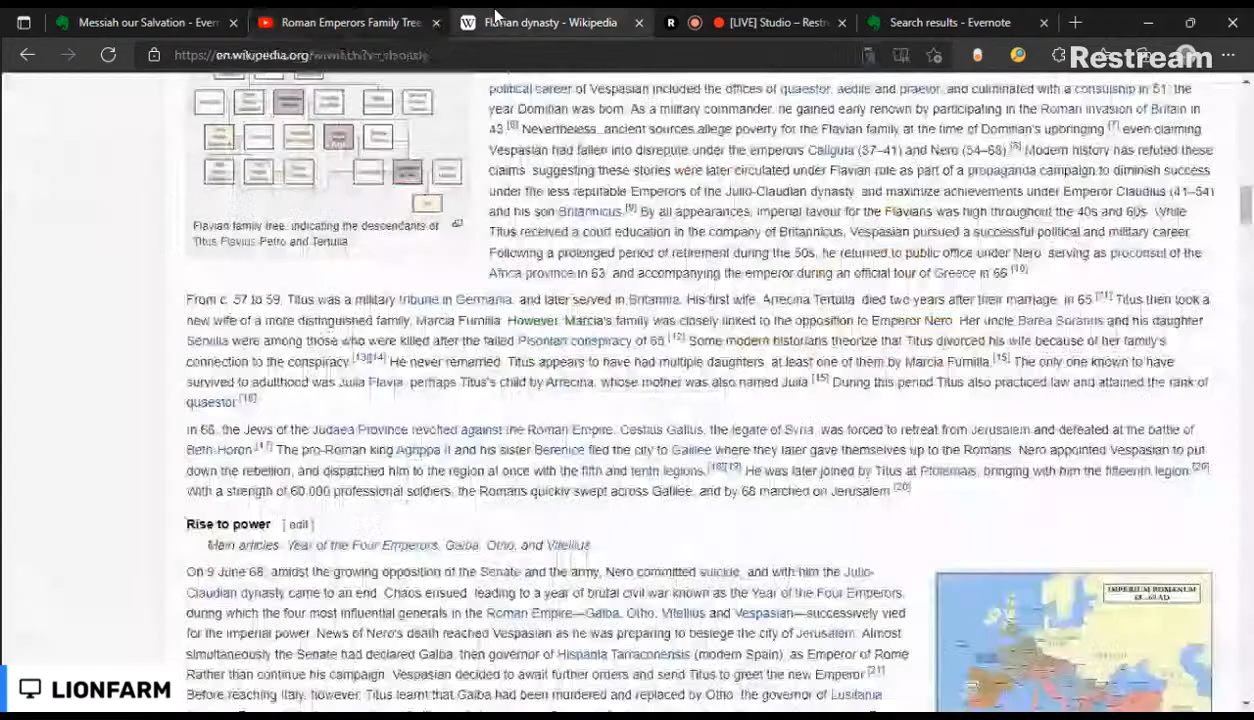 Messiah our Salvation - Evern
Roman Emperors Family Tree
Flavian dynasty - Wikipedia
[LIVE] Studio – Restr
Search results - Evernote
Restream
political career of Vespasian included the offices of quaestor, aedile and praetor, and culminated with a consulship in 51, the
year Domitian was born. As a military commander, he gained early renown by participating in the Roman invasion of Britain in
43.[6] Nevertheless, ancient sources allege poverty for the Flavian family at the time of Domitian's upbringing,[7] even claiming
Vespasian had fallen into disrepute under the emperors Caligula (37–41) and Nero (54–68).[8] Modern history has refuted these
claims, suggesting these stories were later circulated under Flavian rule as part of a propaganda campaign to diminish success
under the less reputable Emperors of the Julio-Claudian dynasty, and maximize achievements under Emperor Claudius (41–54)
and his son Britannicus.[9] By all appearances, imperial favour for the Flavians was high throughout the 40s and 60s. While
Titus received a court education in the company of Britannicus, Vespasian pursued a successful political and military career.
Following a prolonged period of retirement during the 50s, he returned to public office under Nero, serving as proconsul of the
Africa province in 63, and accompanying the emperor during an official tour of Greece in 66.[10]
Flavian family tree, indicating the descendants of
Titus Flavius Petro and Tertulla
From c. 57 to 59, Titus was a military tribune in Germania, and later served in Britannia. His first wife, Arrecina Tertulla, died two years after their marriage, in 65.[11] Titus then took a
new wife of a more distinguished family, Marcia Furnilla. However, Marcia's family was closely linked to the opposition to Emperor Nero. Her uncle Barea Soranus and his daughter
Servilia were among those who were killed after the failed Pisonian conspiracy of 65.[12] Some modern historians theorize that Titus divorced his wife because of her family's
connection to the conspiracy.[13][14] He never remarried. Titus appears to have had multiple daughters, at least one of them by Marcia Furnilla.[15] The only one known to have
survived to adulthood was Julia Flavia, perhaps Titus's child by Arrecina, whose mother was also named Julia.[15] During this period Titus also practiced law and attained the rank of
quaestor.[16]
In 66, the Jews of the Judaea Province revolted against the Roman Empire. Cestius Gallus, the legate of Syria, was forced to retreat from Jerusalem and defeated at the battle of
Beth-Horon.[17] The pro-Roman king Agrippa II and his sister Berenice fled the city to Galilee where they later gave themselves up to the Romans. Nero appointed Vespasian to put
down the rebellion, and dispatched him to the region at once with the fifth and tenth legions.[18][19] He was later joined by Titus at Ptolemais, bringing with him the fifteenth legion.[20]
With a strength of 60,000 professional soldiers, the Romans quickly swept across Galilee, and by 68 marched on Jerusalem.[20]
Rise to power [ edit ]
Main articles: Year of the Four Emperors, Galba, Otho, and Vitellius
On 9 June 68, amidst the growing opposition of the Senate and the army, Nero committed suicide, and with him the Julio-
Claudian dynasty came to an end. Chaos ensued, leading to a year of brutal civil war known as the Year of the Four Emperors,
during which the four most influential generals in the Roman Empire—Galba, Otho, Vitellius and Vespasian—successively vied
for the imperial power. News of Nero's death reached Vespasian as he was preparing to besiege the city of Jerusalem. Almost
simultaneously the Senate had declared Galba, then governor of Hispania Tarraconensis (modern Spain), as Emperor of Rome.
Rather than continue his campaign, Vespasian decided to await further orders and send Titus to greet the new Emperor.[21]
Before reaching Italy, however, Titus learnt that Galba had been murdered and replaced by Otho, the governor of Lusitania
IMPERIUM ROMANUM
LIONFARM